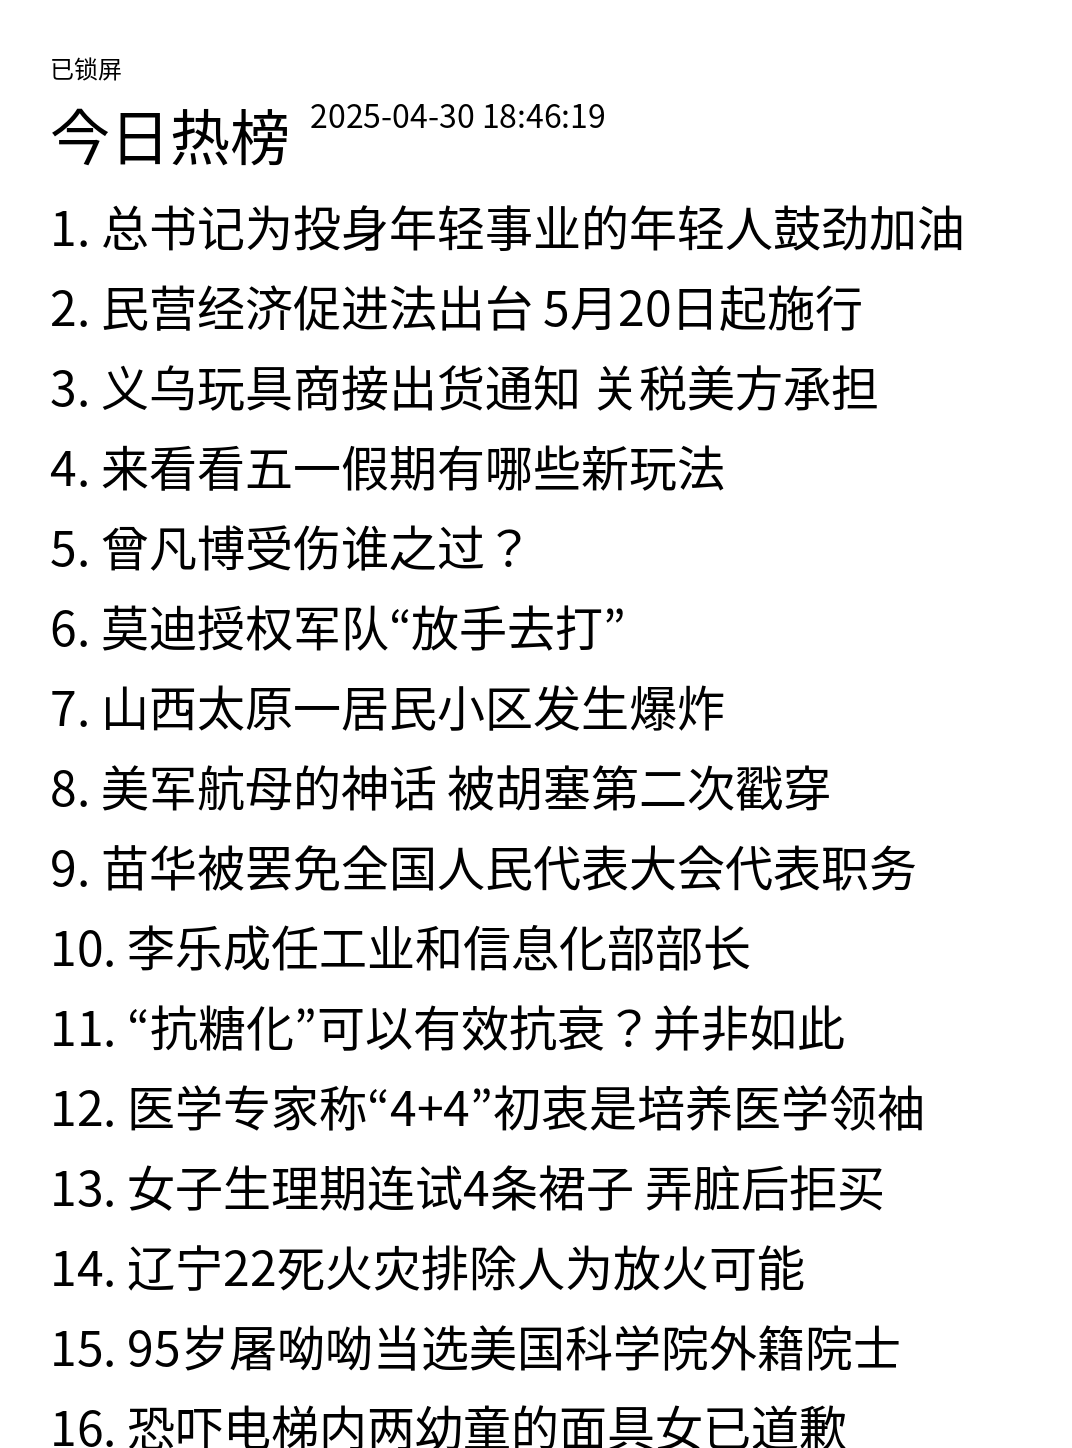 已锁屏
今日热榜 2025-04-30 18:46:19
1. 总书记为投身年轻事业的年轻人鼓劲加油
2. 民营经济促进法出台 5月20日起施行
3. 义乌玩具商接出货通知 关税美方承担
4. 来看看五一假期有哪些新玩法
5. 曾凡博受伤谁之过？
6. 莫迪授权军队“放手去打”
7. 山西太原一居民小区发生爆炸
8. 美军航母的神话 被胡塞第二次戳穿
9. 苗华被罢免全国人民代表大会代表职务
10. 李乐成任工业和信息化部部长
11. “抗糖化”可以有效抗衰？并非如此
12. 医学专家称“4+4”初衷是培养医学领袖
13. 女子生理期连试4条裙子 弄脏后拒买
14. 辽宁22死火灾排除人为放火可能
15. 95岁屠呦呦当选美国科学院外籍院士
16. 恐吓电梯内两幼童的面具女已道歉